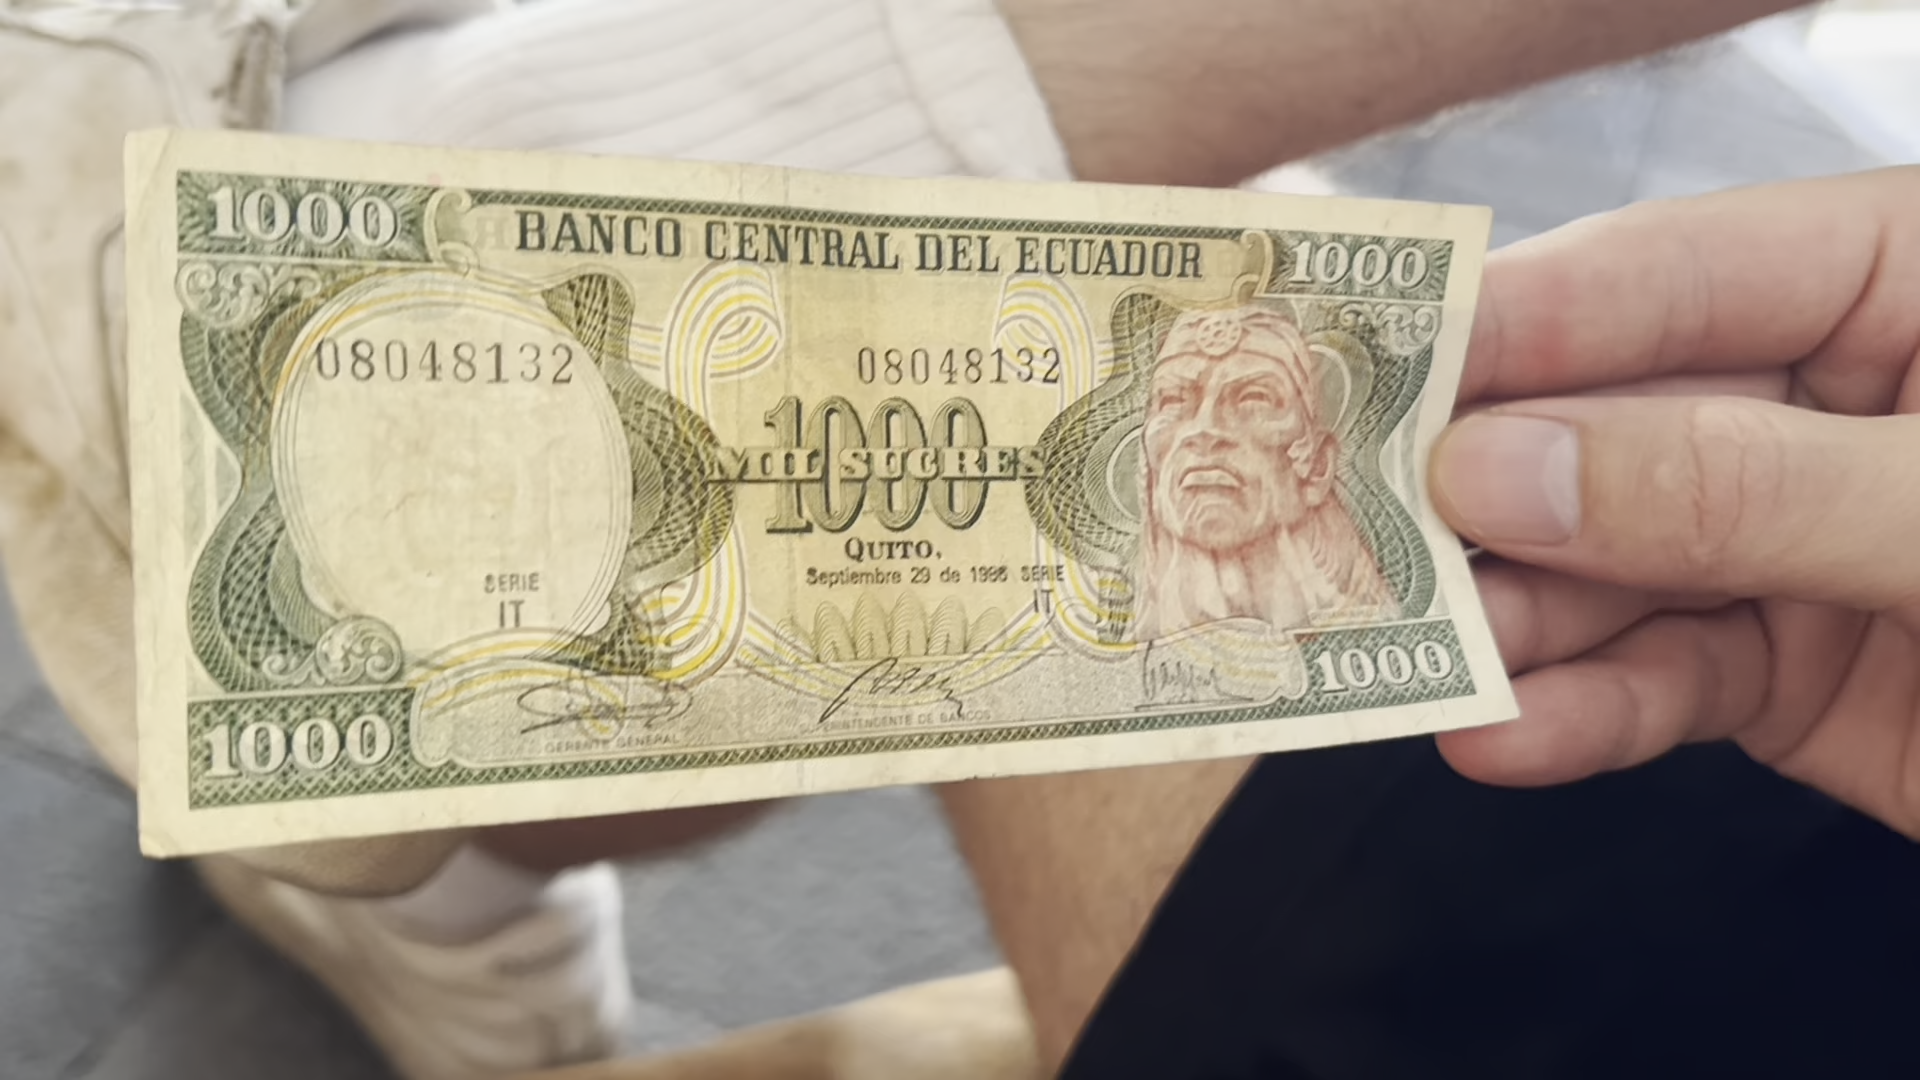 1000 BANCO CENTRAL DEL ECUADOR 1000
08048132 08048132
1000
MIL SUCRES
QUITO,
Septiembre 29 de 1986 SERIE
IT
SERIE
IT
GERENTE GENERAL
SUPERINTENDENTE DE BANCOS
1000 1000